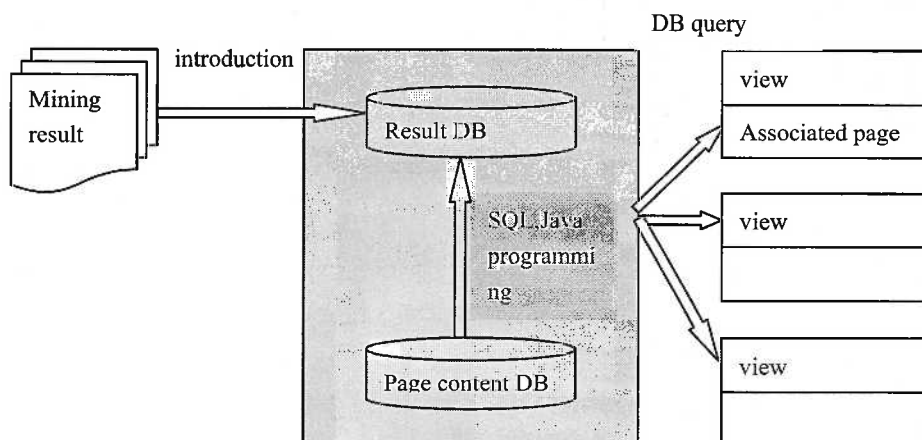 DB query
introduction
Mining
result
Result DB
SQL,Java
programmi
ng
Page content DB
view
Associated page
view
view